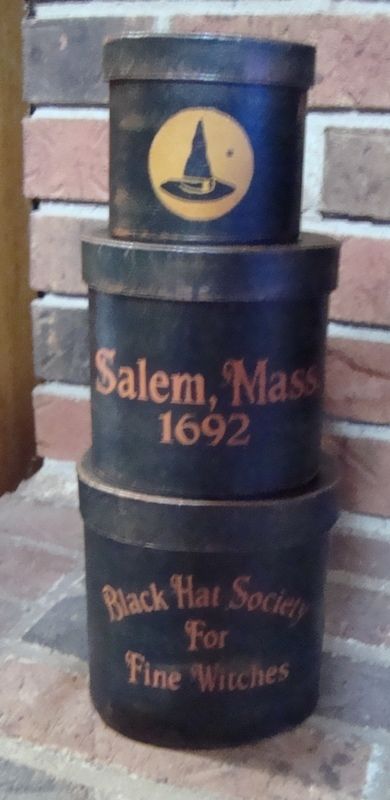 Salem, Mass
1692
Black Hat Society
For
Fine Witches